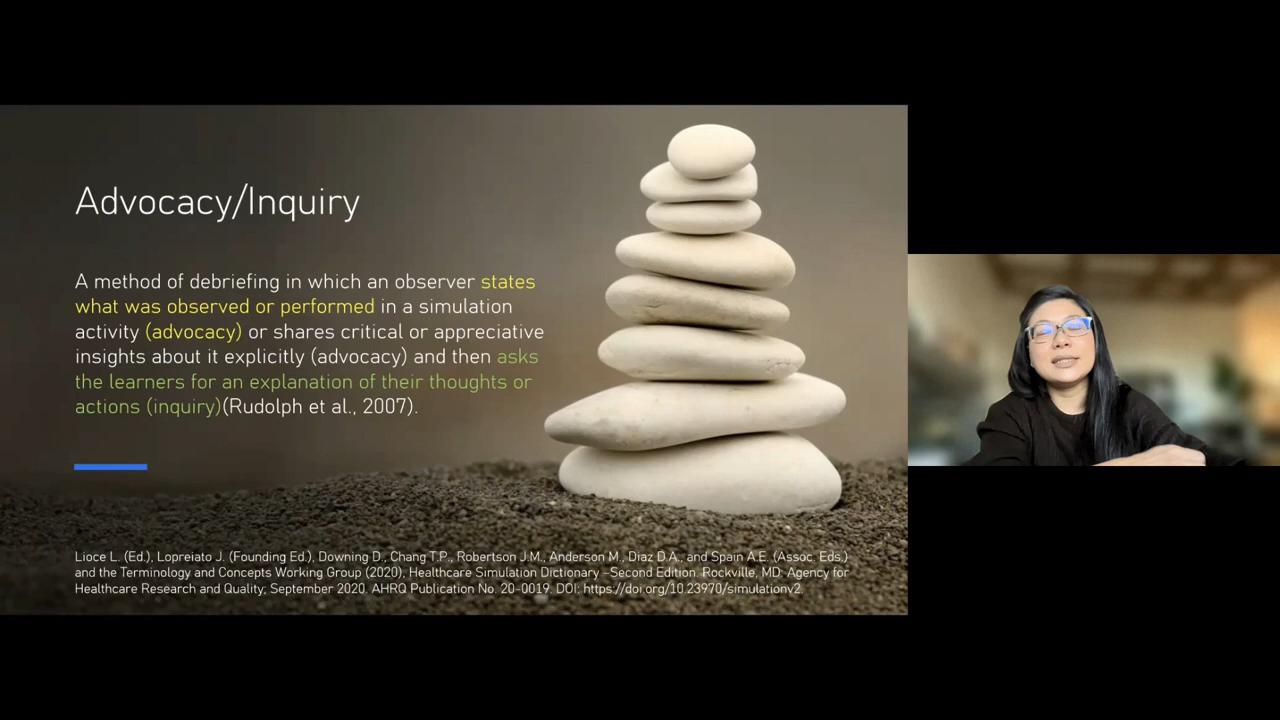 Advocacy/Inquiry
A method of debriefing in which an observer states
what was observed or performed in a simulation
activity (advocacy) or shares critical or appreciative
insights about it explicitly (advocacy) and then asks
the learners for an explanation of their thoughts or
actions (inquiry)(Rudolph et al., 2007).
Lioce L. (Ed.), Lopreiato J. (Founding Ed.), Downing D., Chang T.P., Robertson J.M., Anderson M., Diaz D.A., and Spain A.E. (Assoc. Eds.)
and the Terminology and Concepts Working Group (2020), Healthcare Simulation Dictionary –Second Edition. Rockville, MD: Agency for
Healthcare Research and Quality; September 2020. AHRQ Publication No. 20-0019. DOI: https://doi.org/10.23970/simulationv2.